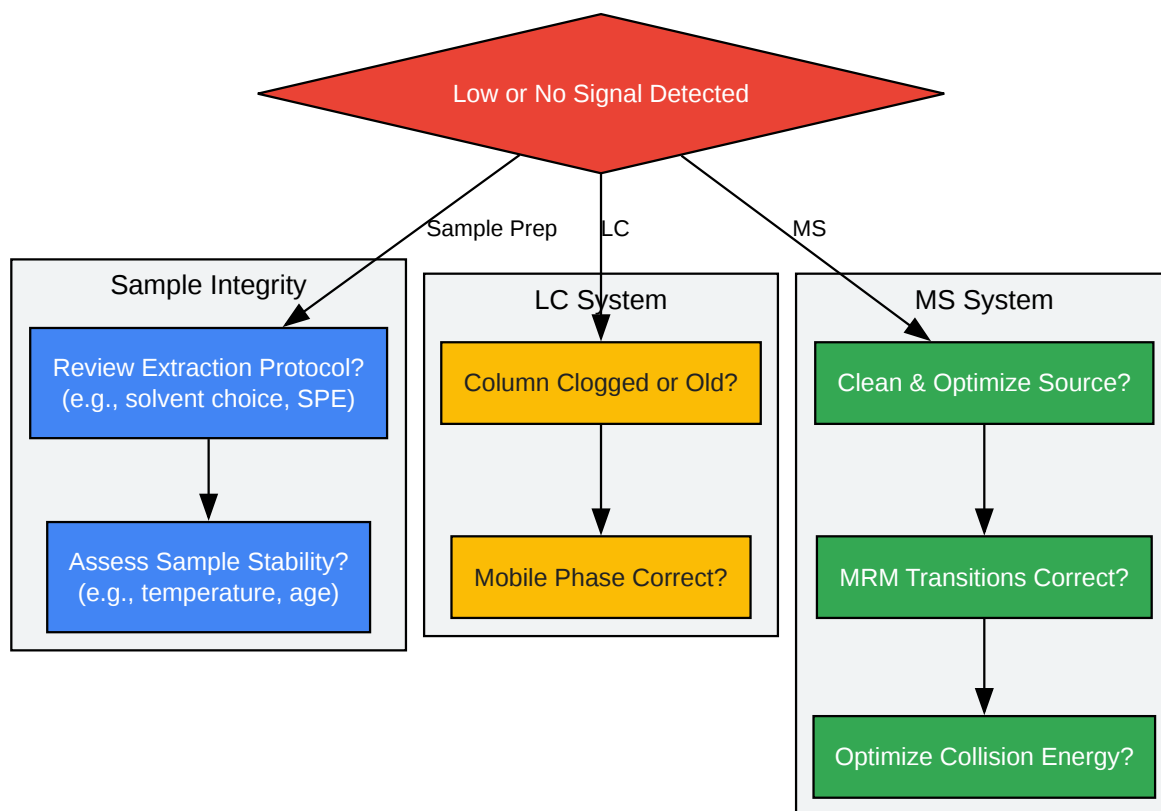 Low or No Signal Detected
Sample Prep
LC
MS
Sample Integrity
Review Extraction Protocol?
(e.g., solvent choice, SPE)
Assess Sample Stability?
(e.g., temperature, age)
LC System
Column Clogged or Old?
Mobile Phase Correct?
MS System
Clean & Optimize Source?
MRM Transitions Correct?
Optimize Collision Energy?